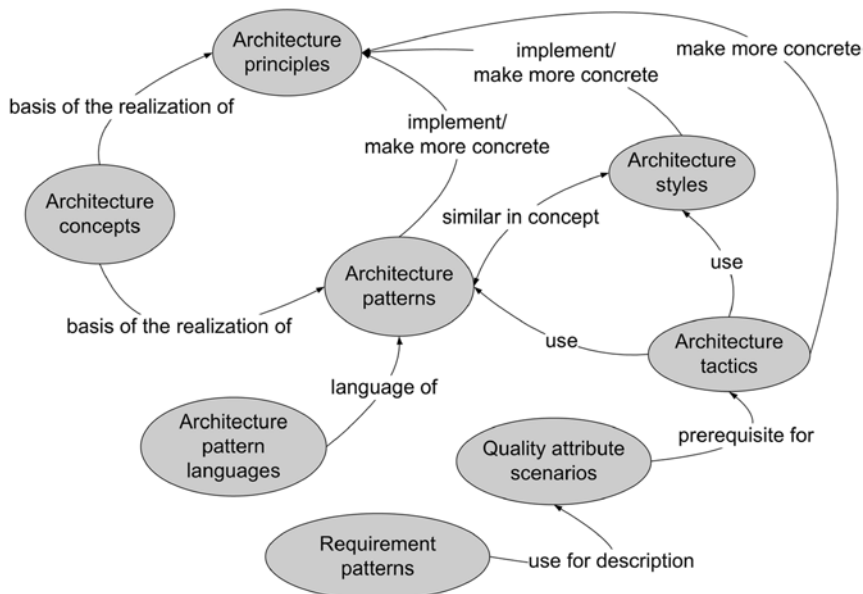 Architecture
principles
implement/
make more concrete
make more concrete
basis of the realization of
implement/
make more concrete
Architecture
styles
Architecture
concepts
similar in concept
Architecture
patterns
use
basis of the realization of
use
Architecture
tactics
language of
Architecture
pattern
languages
prerequisite for
Quality attribute
scenarios
Requirement
patterns
use for description